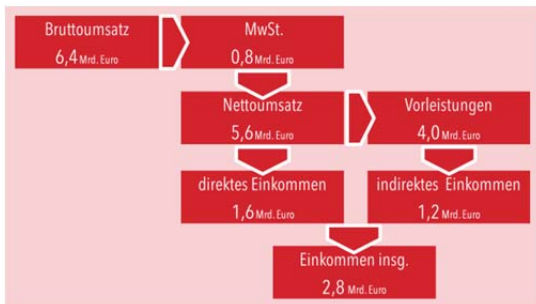 Bruttoumsatz
6,4 Mrd. Euro
MwSt.
0,8 Mrd. Euro
Nettoumsatz
5,6 Mrd. Euro
Vorleistungen
4,0 Mrd. Euro
direktes Einkommen
1,6 Mrd. Euro
indirektes Einkommen
1,2 Mrd. Euro
Einkommen insg.
2,8 Mrd. Euro